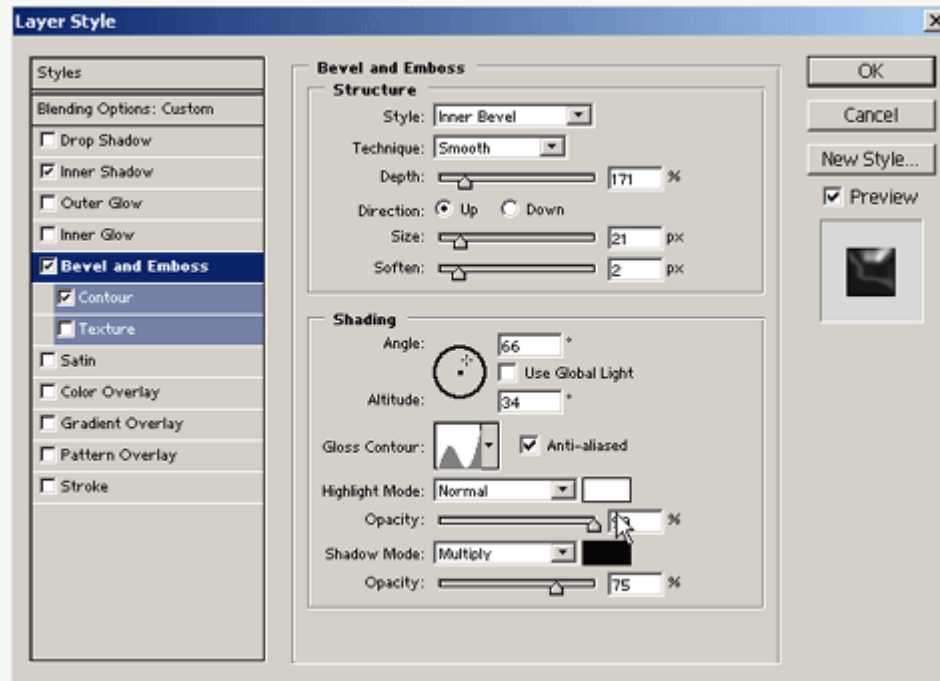 Layer Style
Styles
Blending Options: Custom
Drop Shadow
Inner Shadow
Outer Glow
Inner Glow
Bevel and Emboss
Contour
Texture
Satin
Color Overlay
Gradient Overlay
Pattern Overlay
Stroke
Bevel and Emboss
Structure
Style: Inner Bevel
Technique: Smooth
Depth: 171 %
Direction: Up Down
Size: 21 px
Soften: 2 px
Shading
Angle: 66 °
Use Global Light
Altitude: 34 °
Gloss Contour: Anti-aliased
Highlight Mode: Normal
Opacity: %
Shadow Mode: Multiply
Opacity: 75 %
OK
Cancel
New Style...
Preview